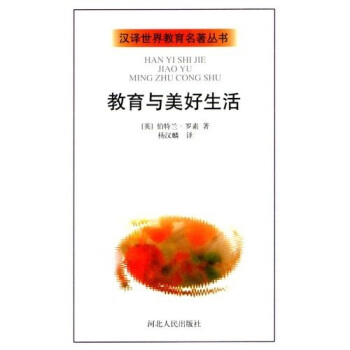 汉译世界教育名著丛书
HAN YI SHI JIE
JIAO YU
MING ZHU CONG SHU
教育与美好生活
[英] 伯特兰·罗素 著
杨汉麟 译
河北人民出版社